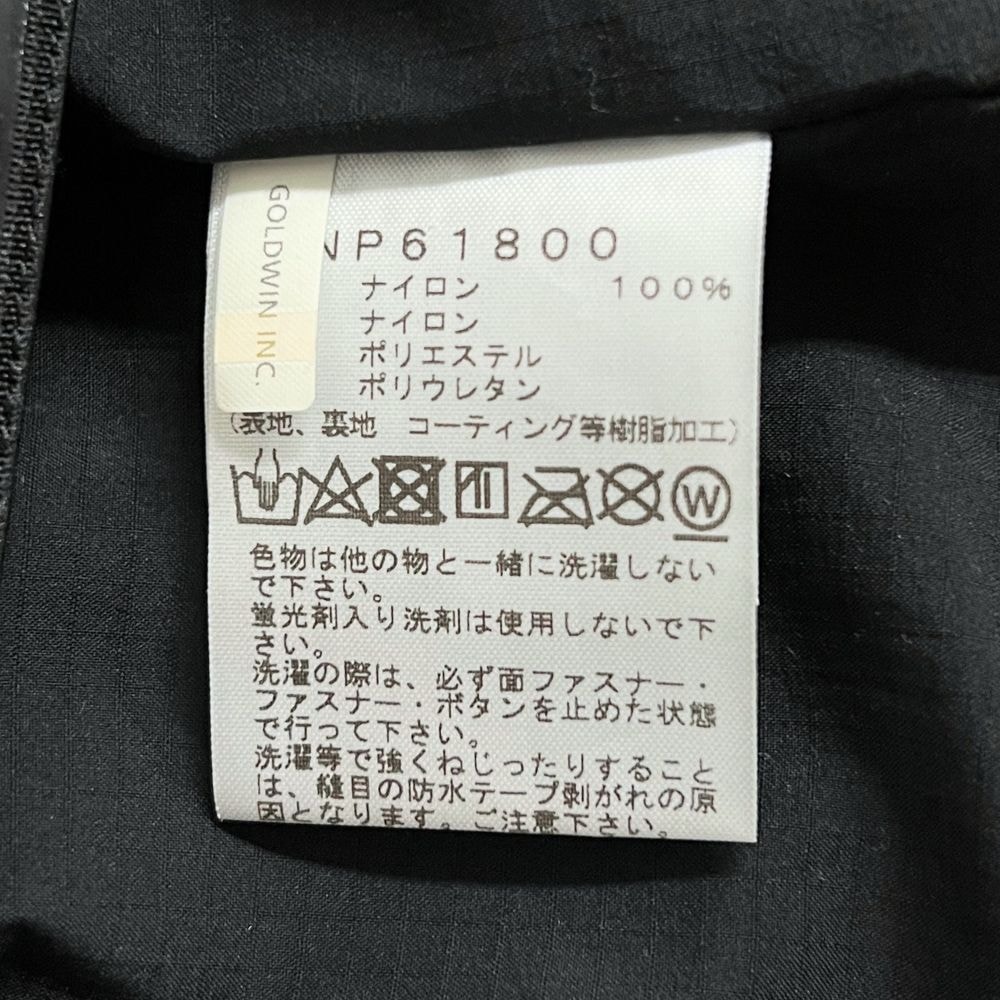 GOLDWIN INC.
NP61800
ナイロン 100%
ナイロン
ポリエステル
ポリウレタン
(表地、裏地 コーティング等樹脂加工)
W
色物は他の物と一緒に洗濯しない
で下さい。
蛍光剤入り洗剤は使用しないで下
さい。
洗濯の際は、必ず面ファスナー・
ファスナー・ボタンを止めた状態
で行って下さい。
洗濯等で強くねじったりすること
は、縫目の防水テープ剥がれの原
因となります。ご注意下さい。